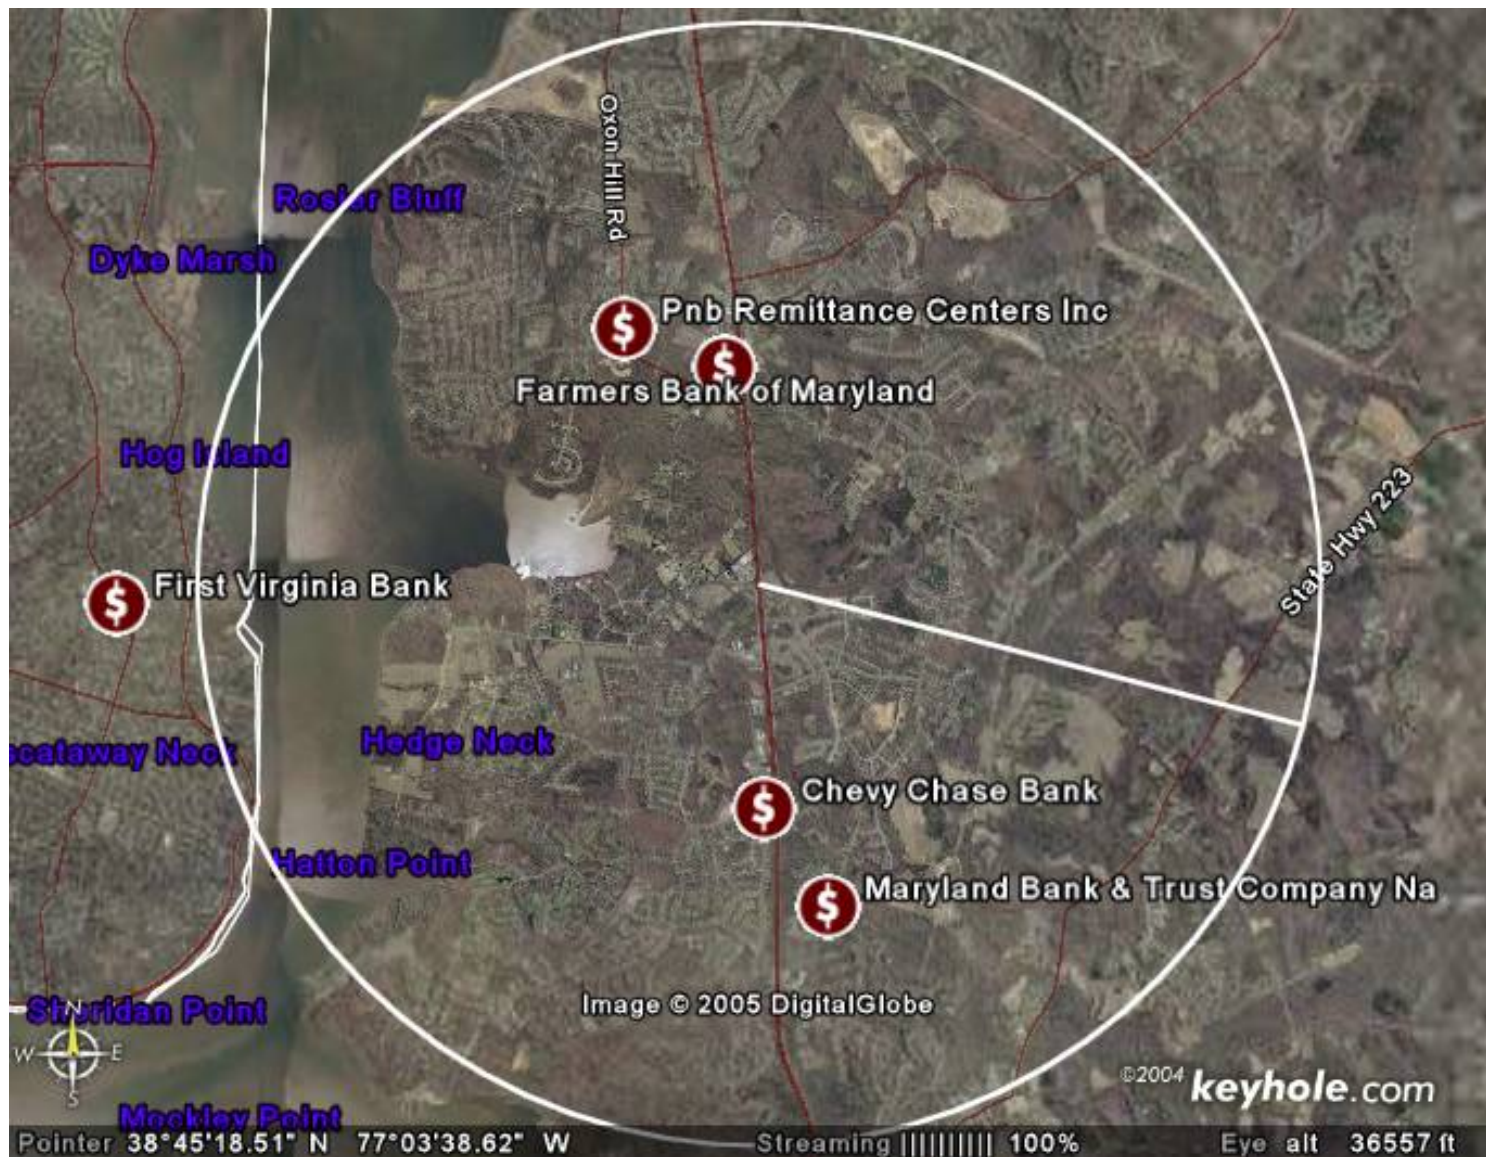 Oxon Hill Rd
Rosier Bluff
Dyke Marsh
$ Pnb Remittance Centers Inc
$
Farmers Bank of Maryland
Hog Island
State Hwy 223
$ First Virginia Bank
Hedge Neck
scataway Neck
$ Chevy Chase Bank
Hatton Point
$ Maryland Bank & Trust Company Na
Image © 2005 DigitalGlobe
Sheridan Point
N
W E
S
©2004 keyhole.com
Mockley Point
Pointer 38°45'18.51" N 77°03'38.62" W Streaming |||||||||| 100% Eye alt 36557 ft